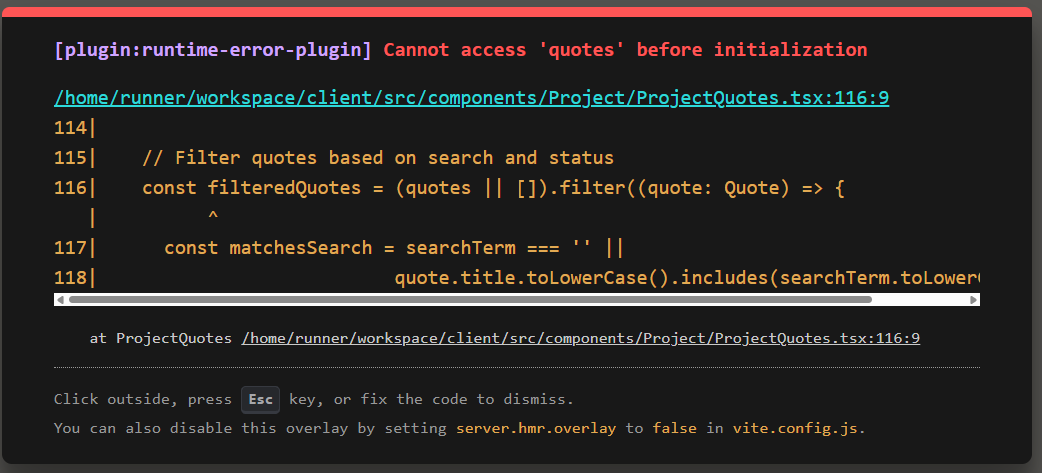 [plugin:runtime-error-plugin] Cannot access 'quotes' before initialization
/home/runner/workspace/client/src/components/Project/ProjectQuotes.tsx:116:9
114|
115|    // Filter quotes based on search and status
116|    const filteredQuotes = (quotes || []).filter((quote: Quote) => {
   |          ^
117|      const matchesSearch = searchTerm === '' ||
118|                           quote.title.toLowerCase().includes(searchTerm.toLower
at ProjectQuotes /home/runner/workspace/client/src/components/Project/ProjectQuotes.tsx:116:9
Click outside, press Esc key, or fix the code to dismiss.
You can also disable this overlay by setting server.hmr.overlay to false in vite.config.js.